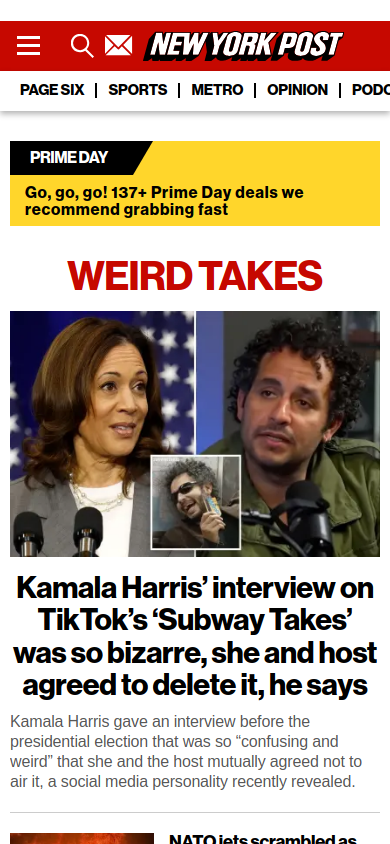 NEW YORK POST
PAGE SIX | SPORTS | METRO | OPINION | PODC
PRIME DAY
Go, go, go! 137+ Prime Day deals we
recommend grabbing fast
WEIRD TAKES
Kamala Harris’ interview on
TikTok’s ‘Subway Takes’
was so bizarre, she and host
agreed to delete it, he says
Kamala Harris gave an interview before the
presidential election that was so “confusing and
weird” that she and the host mutually agreed not to
air it, a social media personality recently revealed.
NATO jets scrambled as